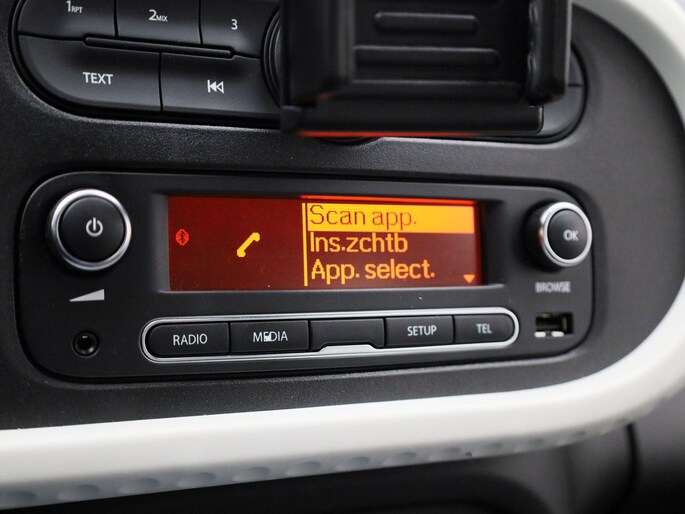 1RPT 2MIX 3
TEXT
Scan app.
Ins.zchtb
App. select.
OK
BROWSE
RADIO MEDIA SETUP TEL